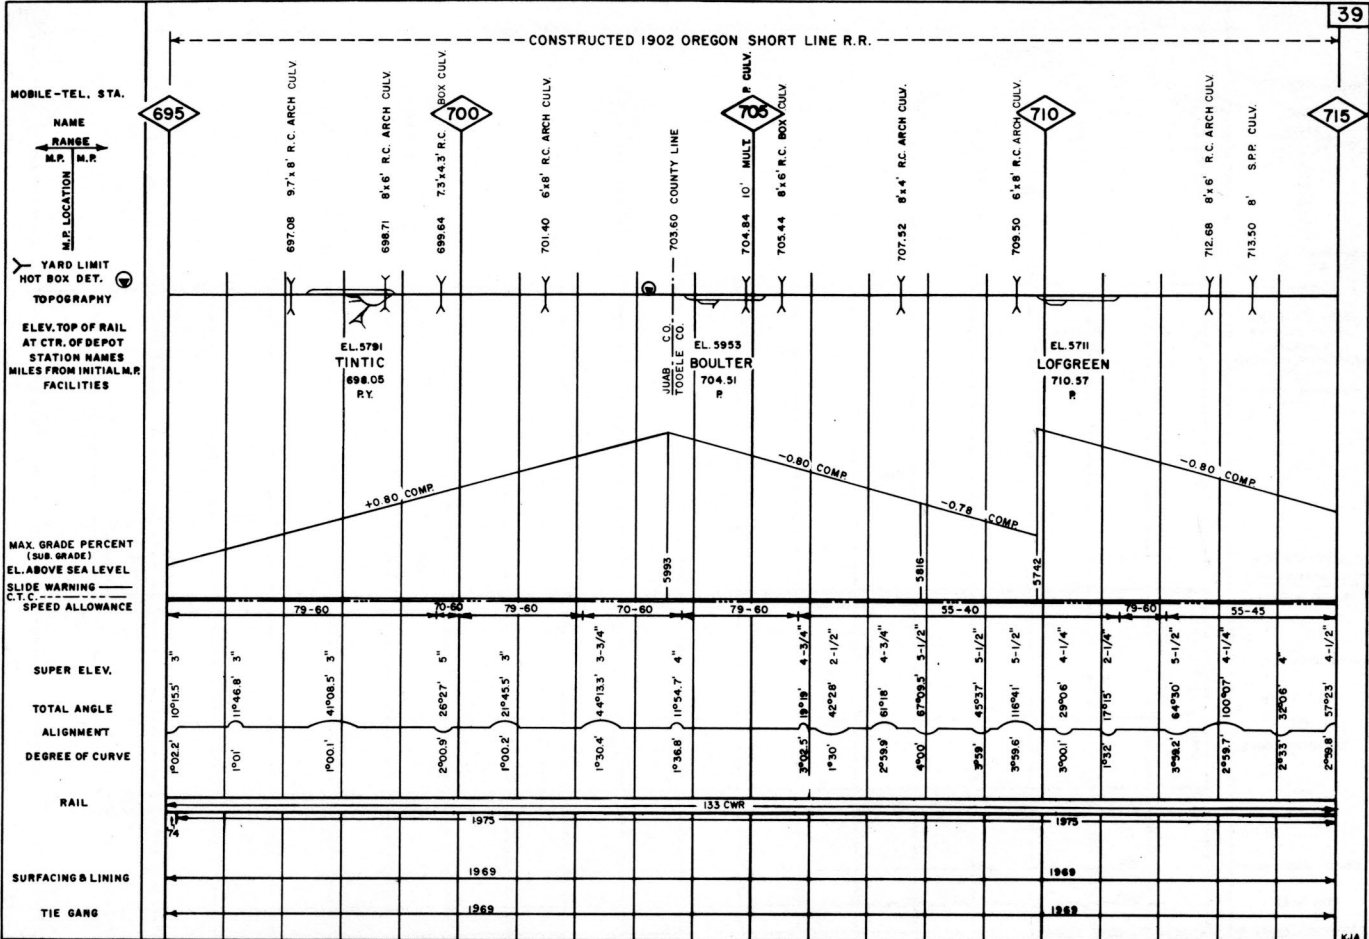 39
CONSTRUCTED 1902 OREGON SHORT LINE R.R.
MOBILE-TEL. STA.
NAME
RANGE
M.P. M.P.
M.P. LOCATION
YARD LIMIT
HOT BOX DET.
TOPOGRAPHY
ELEV. TOP OF RAIL
AT CTR. OF DEPOT
STATION NAMES
MILES FROM INITIAL M.P.
FACILITIES
MAX. GRADE PERCENT
(SUB. GRADE)
EL. ABOVE SEA LEVEL
SLIDE WARNING
C.T.C.
SPEED ALLOWANCE
SUPER ELEV.
TOTAL ANGLE
ALIGNMENT
DEGREE OF CURVE
RAIL
SURFACING & LINING
TIE GANG
695
700
705
710
715
697.08 9.7'x8' R.C. ARCH CULV.
698.71 8'x6' R.C. ARCH CULV.
699.64 7.3'x4.3' R.C. BOX CULV.
701.40 6'x8' R.C. ARCH CULV.
703.60 COUNTY LINE
704.84 10' MULT. P. CULV.
705.44 8'x6' R.C. BOX CULV.
707.52 8'x4' R.C. ARCH CULV.
709.50 6'x8' R.C. ARCH CULV.
712.68 8'x6' R.C. ARCH CULV.
713.50 8' S.P.P. CULV.
EL. 5791
TINTIC
698.05
P.Y.
JUAB CO.
TOOELE CO.
EL. 5953
BOULTER
704.51
P.
EL. 5711
LOFGREEN
710.57
P.
+0.80 COMP.
-0.80 COMP.
-0.78 COMP.
-0.80 COMP.
5993
5816
5742
79-60 70-60 79-60 70-60 79-60 55-40 79-60 55-45
3" 3" 3" 5" 3" 3-3/4" 4" 4-3/4" 2-1/2" 4-3/4" 5-1/2" 5-1/2" 5-1/2" 4-1/4" 2-1/4" 5-1/2" 4-1/4" 4" 4-1/2"
10°15.5' 11°46.8' 41°08.5' 26°27' 21°45.5' 44°13.3' 11°54.7' 19°19' 42°28' 61°18' 67°09.5' 45°37' 116°41' 29°06' 17°15' 64°30' 100°07' 32°06' 57°23'
1°02.2' 1°01' 1°00.1' 2°00.9' 1°00.2' 1°30.4' 1°36.8' 3°02.5' 1°30' 2°59.9' 4°00' 3°59' 3°59.6' 3°00.1' 1°32' 3°59.2' 2°59.7' 2°33' 2°59.8'
133 CWR
74
1975 1975
1969 1969
1969 1969
KJA